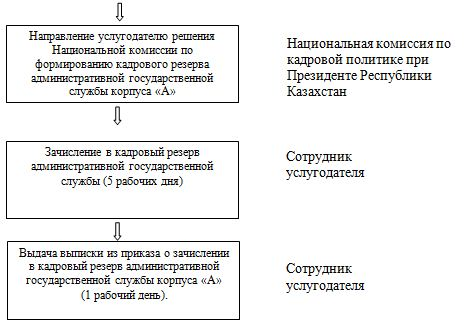 Направление услугодателю решения
Национальной комиссии по
формированию кадрового резерва
административной государственной
службы корпуса «А»
Национальная комиссия по
кадровой политике при
Президенте Республики
Казахстан
Зачисление в кадровый резерв
административной государственной
службы (5 рабочих дня)
Сотрудник
услугодателя
Выдача выписки из приказа о зачислении
в кадровый резерв административной
государственной службы корпуса «А»
(1 рабочий день).
Сотрудник
услугодателя